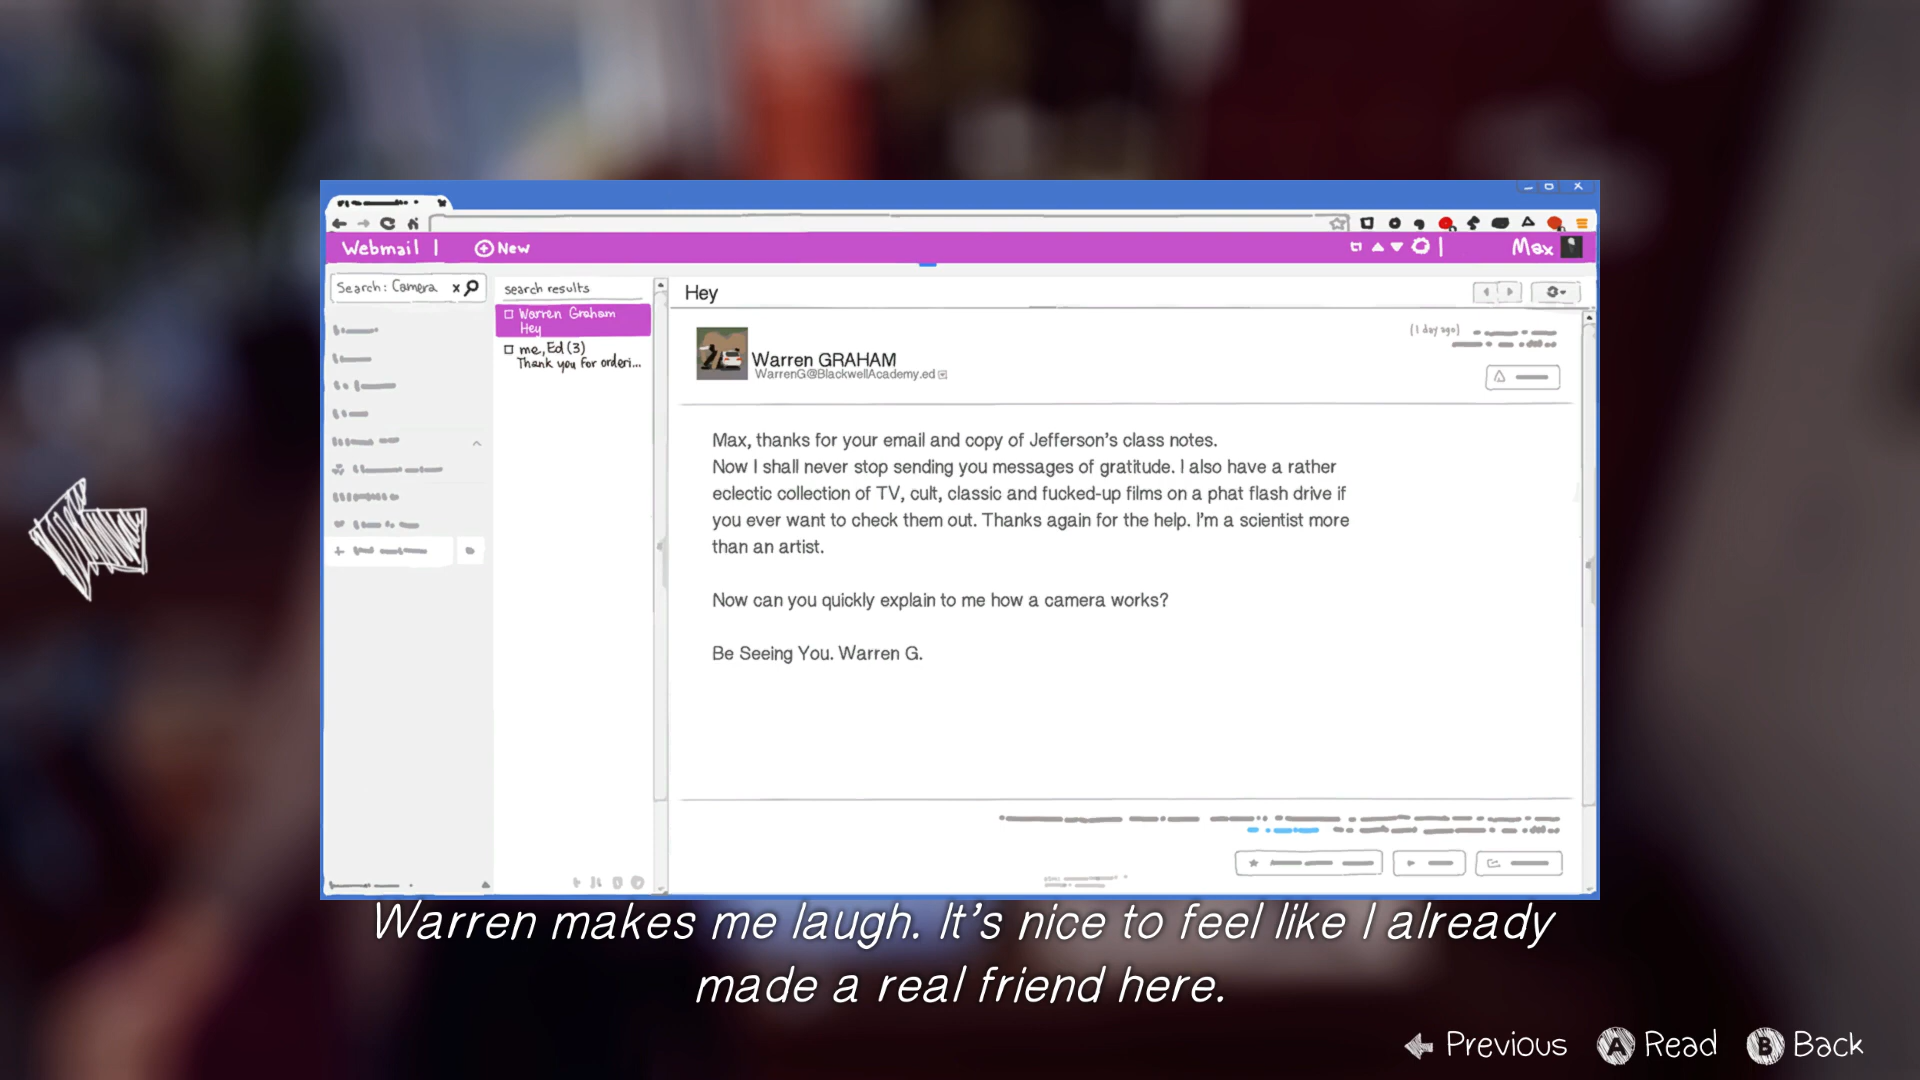 Webmail |
New
Max
Search: Camera x
search results
Warren Graham
Hey
me, Ed (3)
Thank you for orderi...
Hey
(1 day ago)
Warren GRAHAM
WarrenG@BlackwellAcademy.ed
Max, thanks for your email and copy of Jefferson's class notes.
Now I shall never stop sending you messages of gratitude. I also have a rather
eclectic collection of TV, cult, classic and fucked-up films on a phat flash drive if
you ever want to check them out. Thanks again for the help. I'm a scientist more
than an artist.
Now can you quickly explain to me how a camera works?
Be Seeing You. Warren G.
Warren makes me laugh. It's nice to feel like I already
made a real friend here.
Previous A Read B Back